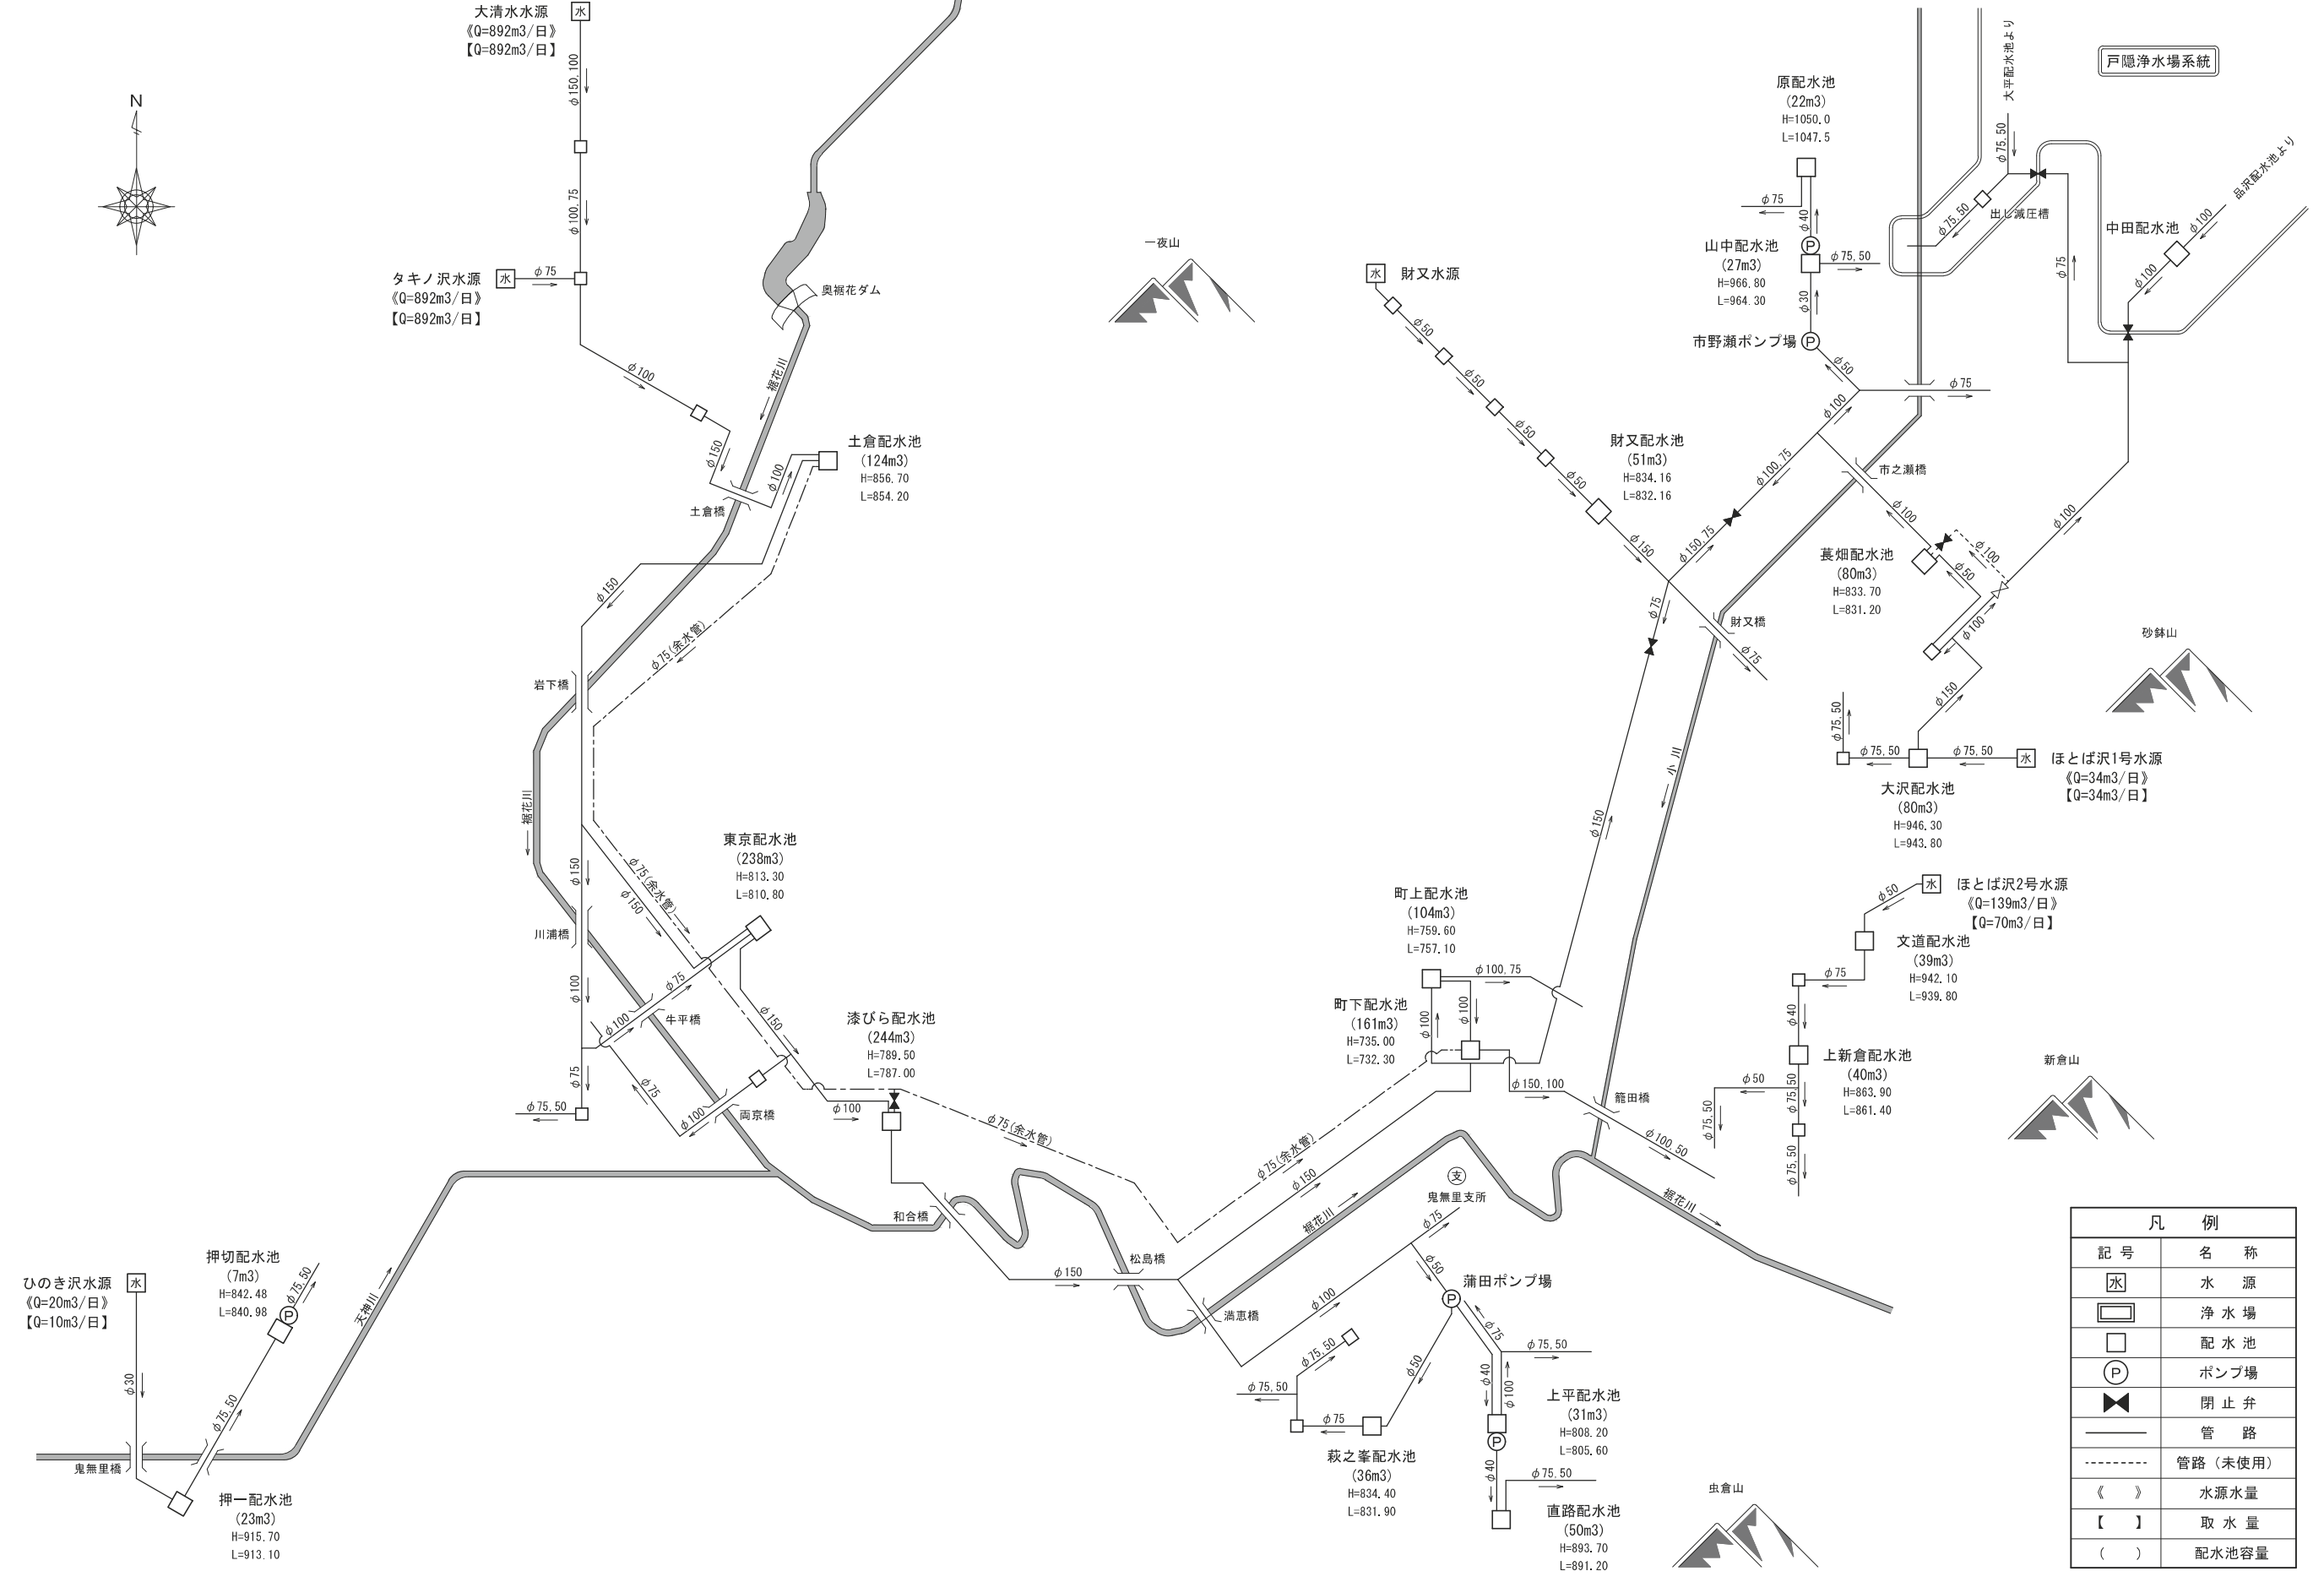 大清水水源
水
《Q=892m3/日》
【Q=892m3/日】
φ150,100
φ100,75
N
タキノ沢水源
水
φ75
《Q=892m3/日》
【Q=892m3/日】
φ100
φ150
φ100
土倉橋
裾花川
奥裾花ダム
土倉配水池
(124m3)
H=856.70
L=854.20
φ150
φ75(余水管)
岩下橋
裾花川
φ150
φ75(余水管)
φ150
川浦橋
φ100
東京配水池
(238m3)
H=813.30
L=810.80
φ75
φ100
牛平橋
φ150
φ75
φ75
φ75,50
φ100
両京橋
漆びら配水池
(244m3)
H=789.50
L=787.00
φ100
φ75(余水管)
和合橋
φ150
松島橋
満恵橋
ひのき沢水源
水
《Q=20m3/日》
【Q=10m3/日】
φ30
鬼無里橋
押切配水池
(7m3)
H=842.48
L=840.98
P
φ75,50
φ75,50
天神川
押一配水池
(23m3)
H=915.70
L=913.10
一夜山
水
財又水源
φ50
φ50
φ50
φ50
財又配水池
(51m3)
H=834.16
L=832.16
φ150
φ150,75
φ100,75
φ100
φ75
財又橋
φ75
φ150
小川
原配水池
(22m3)
H=1050.0
L=1047.5
φ75
φ40
山中配水池
(27m3)
H=966.80
L=964.30
P
φ75,50
φ30
市野瀬ポンプ場
P
φ50
φ75
市之瀬橋
φ100
大平配水池より
φ75,50
戸隠浄水場系統
出し減圧槽
φ75,50
φ75
品沢配水池より
φ100
中田配水池
φ100
φ100
蟇畑配水池
(80m3)
H=833.70
L=831.20
φ100
φ50
φ100
φ150
砂鉢山
φ75,50
φ75,50
φ75,50
水
ほとば沢1号水源
《Q=34m3/日》
【Q=34m3/日】
大沢配水池
(80m3)
H=946.30
L=943.80
φ50
水
ほとば沢2号水源
《Q=139m3/日》
【Q=70m3/日】
文道配水池
(39m3)
H=942.10
L=939.80
φ75
φ40
上新倉配水池
(40m3)
H=863.90
L=861.40
φ50
φ75,50
φ75,50
φ75,50
新倉山
町上配水池
(104m3)
H=759.60
L=757.10
φ100,75
φ100
φ100
町下配水池
(161m3)
H=735.00
L=732.30
φ150,100
籠田橋
φ100,50
φ75(余水管)
φ150
裾花川
裾花川
支
鬼無里支所
φ75
φ50
φ100
蒲田ポンプ場
P
φ75
φ50
φ75,50
φ75,50
φ75
φ40
φ100
φ75,50
萩之峯配水池
(36m3)
H=834.40
L=831.90
上平配水池
(31m3)
H=808.20
L=805.60
P
φ40
φ75,50
直路配水池
(50m3)
H=893.70
L=891.20
虫倉山
凡 例
記号 名 称
水 水 源
浄水場
配水池
P ポンプ場
閉止弁
管 路
管路（未使用）
《 》 水源水量
【 】 取水量
（ ） 配水池容量